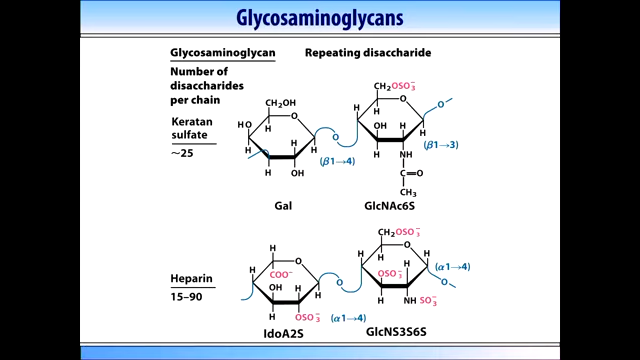 Glycosaminoglycans
Glycosaminoglycan Repeating disaccharide
Number of
disaccharides
per chain
Keratan
sulfate
~25
CH₂OH
HO
O
H
H
H
H
H
OH
O
(β1→4)
Gal
CH₂OSO₃⁻
O
H
H
OH
H
H
H
NH
C=O
CH₃
O
(β1→3)
GlcNAc6S
Heparin
15–90
H
O
COO⁻
H
H
OH
H
H
OSO₃⁻
O
(α1→4)
IdoA2S
CH₂OSO₃⁻
O
H
H
H
H
OSO₃⁻
H
NH SO₃⁻
O
(α1→4)
GlcNS3S6S